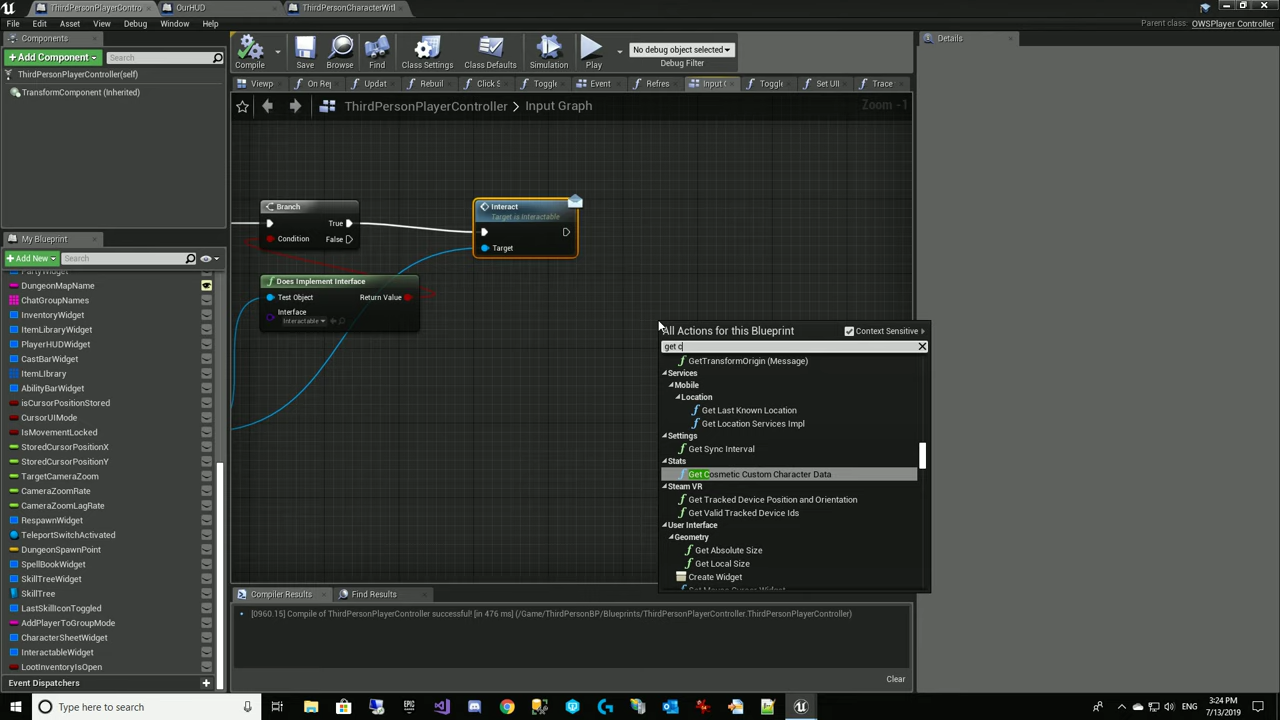 ThirdPersonPlayerContro
OurHUD
ThirdPersonCharacterWitl
File
Edit
Asset
View
Debug
Window
Help
Parent class: OWSPlayer Controller
Components
Add Component
Search
ThirdPersonPlayerController(self)
TransformComponent (Inherited)
Compile
Save
Browse
Find
Class Settings
Class Defaults
Simulation
Play
No debug object selected
Debug Filter
Details
Viewp
On Rej
Updat
Rebuil
Click S
Toggl
Event
Refres
Input G
Toggl
Set UI
Trace
ThirdPersonPlayerController > Input Graph
Zoom -1
Branch
True
Condition
False
Interact
Target is Interactable
Target
Does Implement Interface
Test Object
Return Value
Interface
Interactable
My Blueprint
Add New
Search
PartyWidget
DungeonMapName
ChatGroupNames
InventoryWidget
ItemLibraryWidget
PlayerHUDWidget
CastBarWidget
ItemLIbrary
AbilityBarWidget
isCursorPositionStored
CursorUIMode
IsMovementLocked
StoredCursorPositionX
StoredCursorPositionY
TargetCameraZoom
CameraZoomRate
CameraZoomLagRate
RespawnWidget
TeleportSwitchActivated
DungeonSpawnPoint
SpellBookWidget
SkillTreeWidget
SkillTree
LastSkillIconToggled
AddPlayerToGroupMode
CharacterSheetWidget
InteractableWidget
LootInventoryIsOpen
Event Dispatchers
All Actions for this Blueprint
Context Sensitive
get c
GetTransformOrigin (Message)
Services
Mobile
Location
Get Last Known Location
Get Location Services Impl
Settings
Get Sync Interval
Stats
Get Cosmetic Custom Character Data
Steam VR
Get Tracked Device Position and Orientation
Get Valid Tracked Device Ids
User Interface
Geometry
Get Absolute Size
Get Local Size
Create Widget
Compiler Results
Find Results
[0960.15] Compile of ThirdPersonPlayerController successful! [in 476 ms] (/Game/ThirdPersonBP/Blueprints/ThirdPersonPlayerController.ThirdPersonPlayerController)
Clear
Type here to search
ENG
3:24 PM
7/13/2019